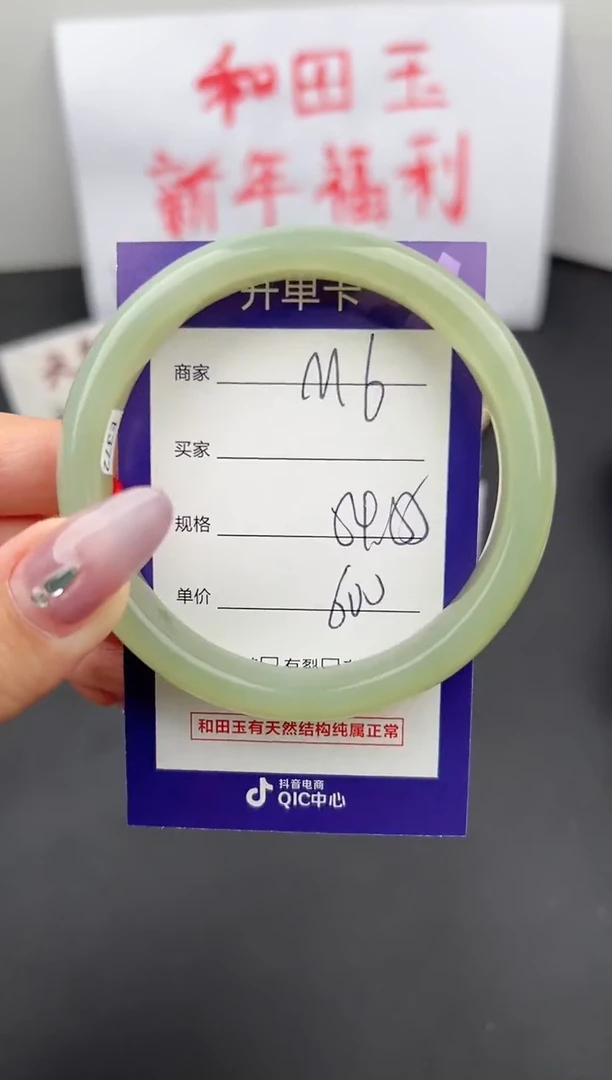 和田玉
新年福利
开单卡
商家 M6
买家
规格
单价 600
有裂
和田玉有天然结构纯属正常
抖音电商
QIC中心